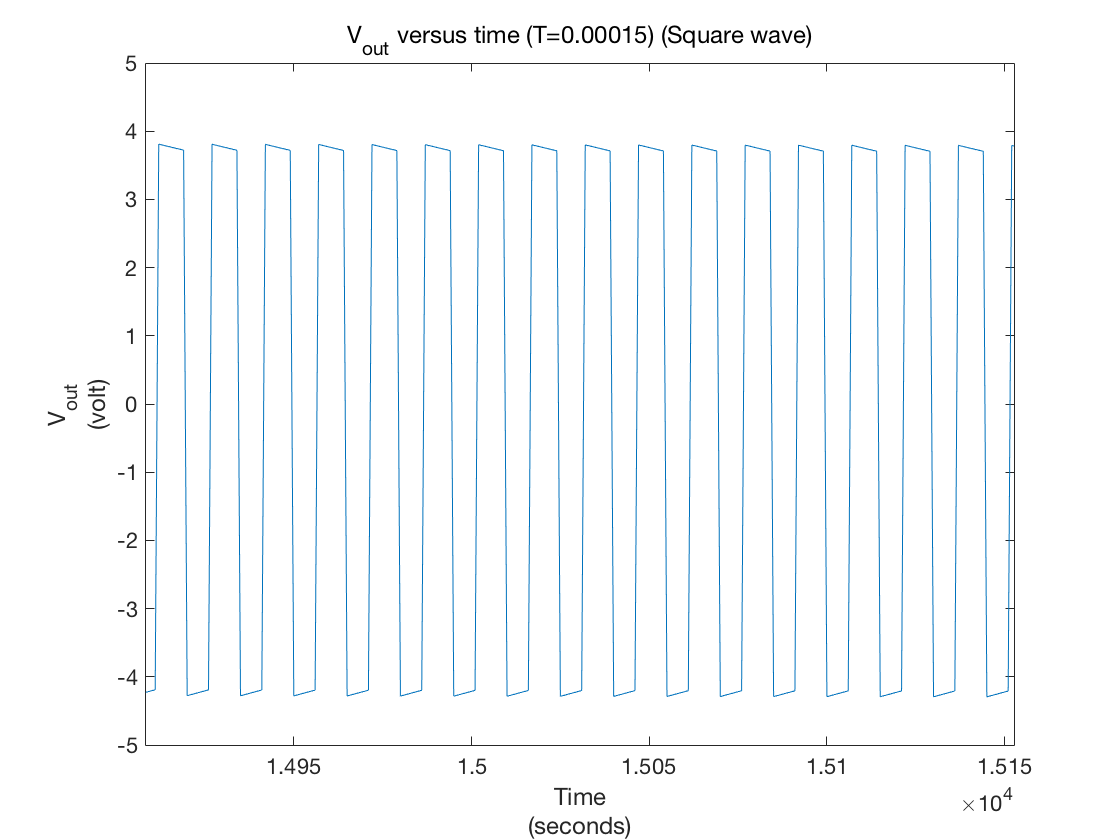 V_out versus time (T=0.00015) (Square wave)
5
4
3
2
1
0
-1
-2
-3
-4
-5
V_out
(volt)
1.495 1.5 1.505 1.51 1.515
×10^4
Time
(seconds)